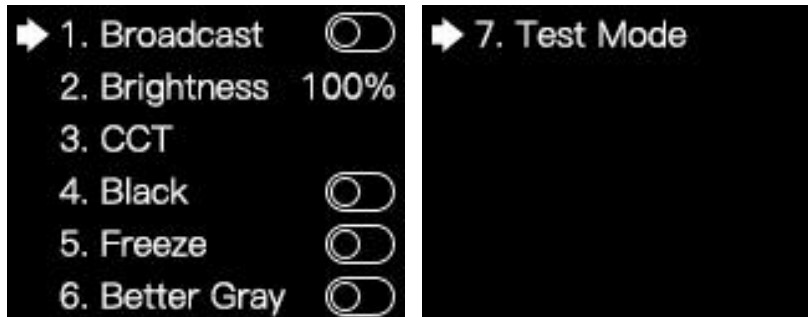 1. Broadcast
2. Brightness 100%
3. CCT
4. Black
5. Freeze
6. Better Gray
7. Test Mode